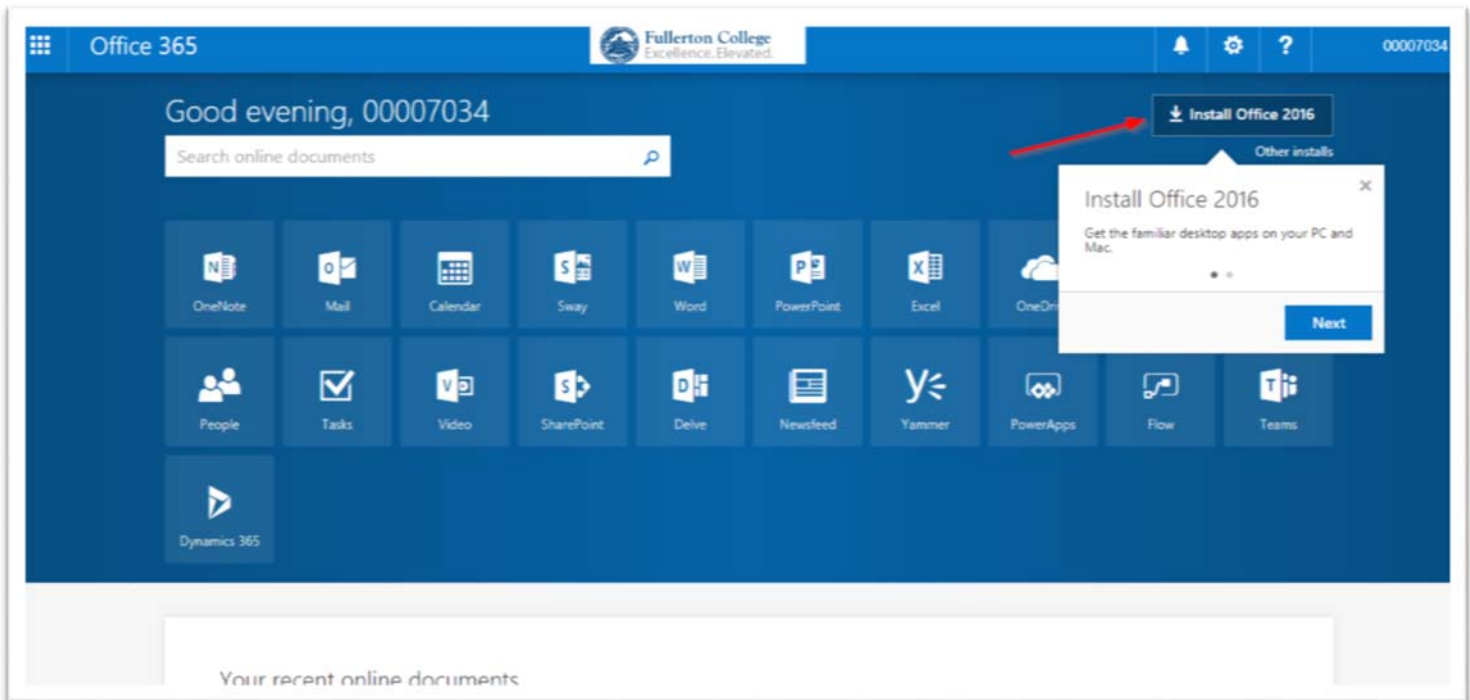 Office 365
Fullerton College
Excellence. Elevated.
00007034
Good evening, 00007034
Install Office 2016
Search online documents
Other installs
Install Office 2016
Get the familiar desktop apps on your PC and
Mac.
Next
OneNote
Mail
Calendar
Sway
Word
PowerPoint
Excel
OneDri
People
Tasks
Video
SharePoint
Delve
Newsfeed
Yammer
PowerApps
Flow
Teams
Dynamics 365
Your recent online documents